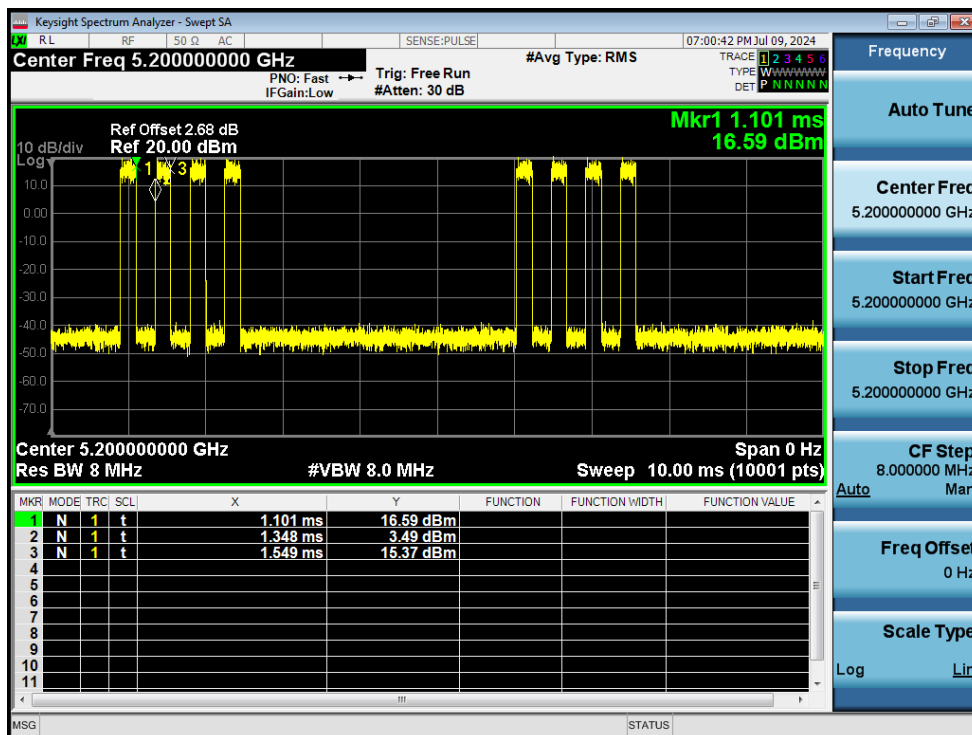 Keysight Spectrum Analyzer - Swept SA
LXI RL RF 50 Ω AC SENSE:PULSE 07:00:42 PM Jul 09, 2024
Center Freq 5.200000000 GHz
PNO: Fast
IFGain:Low
Trig: Free Run
#Atten: 30 dB
#Avg Type: RMS
TRACE 1 2 3 4 5 6
TYPE WWWWWW
DET P N N N N N
Mkr1 1.101 ms
16.59 dBm
Ref Offset 2.68 dB
10 dB/div Ref 20.00 dBm
Log
1 3
10.0
0.00
-10.0
-20.0
-30.0
-40.0
-50.0
-60.0
-70.0
Center 5.200000000 GHz Span 0 Hz
Res BW 8 MHz #VBW 8.0 MHz Sweep 10.00 ms (10001 pts)
MKR MODE TRC SCL X Y FUNCTION FUNCTION WIDTH FUNCTION VALUE
1 N 1 t 1.101 ms 16.59 dBm
2 N 1 t 1.348 ms 3.49 dBm
3 N 1 t 1.549 ms 15.37 dBm
4
5
6
7
8
9
10
11
MSG STATUS
Frequency
Auto Tune
Center Freq
5.200000000 GHz
Start Freq
5.200000000 GHz
Stop Freq
5.200000000 GHz
CF Step
8.000000 MHz
Auto Man
Freq Offset
0 Hz
Scale Type
Log Lin